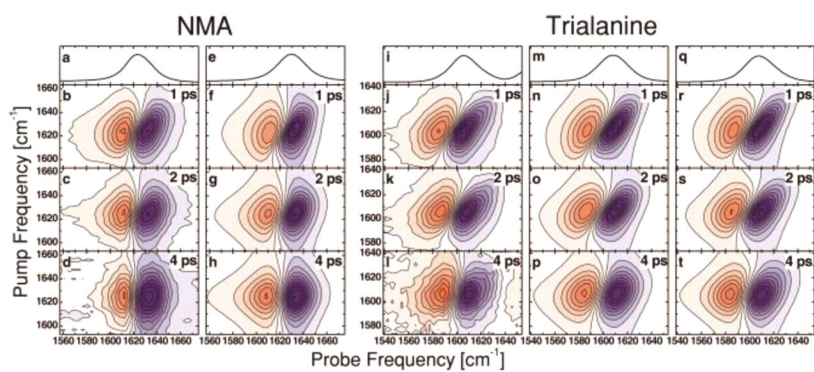 NMA Trialanine
a e i m q
1660 b 1 ps f 1 ps 1640 j 1 ps n 1 ps r 1 ps
1640 1620
1620 1600
1600 1580
1660 c 2 ps g 2 ps 1640 k 2 ps o 2 ps s 2 ps
1640 1620
1620 1600
1600 1580
1660 d 4 ps h 4 ps 1640 l 4 ps p 4 ps t 4 ps
1640 1620
1620 1600
1600 1580
Pump Frequency [cm⁻¹]
1560 1580 1600 1620 1640 1660 1560 1580 1600 1620 1640 1660 1540 1560 1580 1600 1620 1640 1540 1560 1580 1600 1620 1640 1540 1560 1580 1600 1620 1640
Probe Frequency [cm⁻¹]